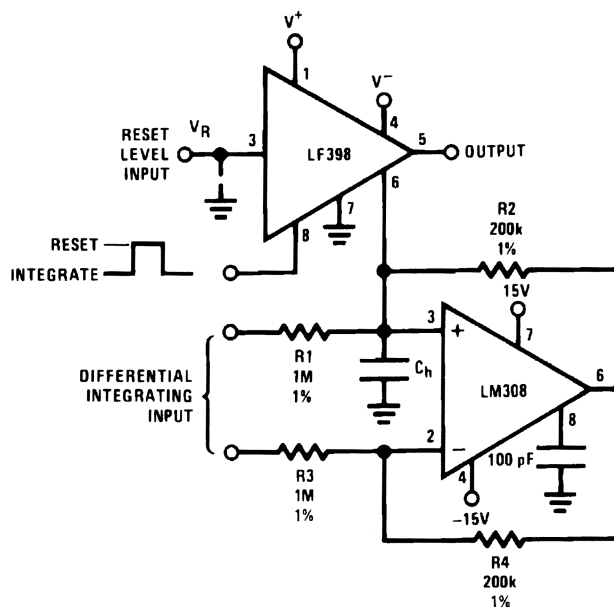 V+
1
V−
4
VR
3
RESET
LEVEL
INPUT
LF398
5
OUTPUT
6
7
8
RESET
INTEGRATE
R2
200k
1%
15V
3
+
7
R1
1M
1%
Ch
DIFFERENTIAL
INTEGRATING
INPUT
LM308
6
8
2
−
100 pF
4
R3
1M
1%
−15V
R4
200k
1%